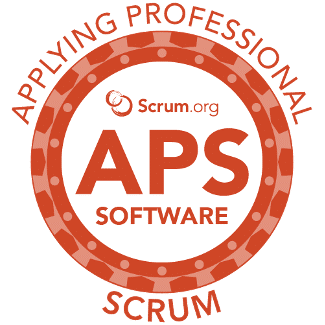 APPLYING PROFESSIONAL
Scrum.org
APS
SOFTWARE
SCRUM